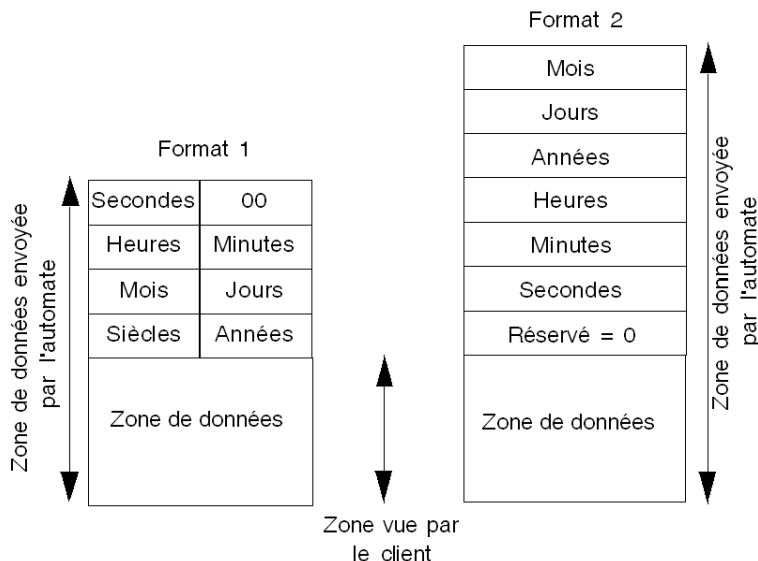 Format 2
Mois
Jours
Années
Heures
Minutes
Secondes
Réservé = 0
Zone de données
Zone de données envoyée
par l'automate
Format 1
Secondes 00
Heures Minutes
Mois Jours
Siècles Années
Zone de données
Zone de données envoyée
par l'automate
Zone vue par
le client